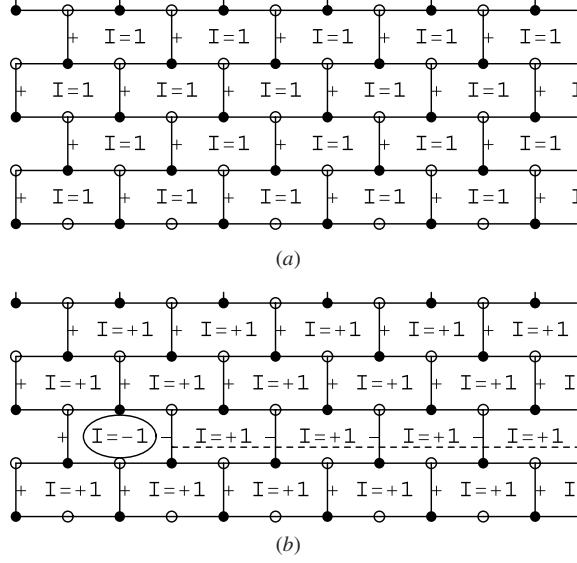 + I=1 + I=1 + I=1 + I=1 + I=1
+ I=1 + I=1 + I=1 + I=1 + I=1 + I
+ I=1 + I=1 + I=1 + I=1 + I=1
+ I=1 + I=1 + I=1 + I=1 + I=1 + I
(a)
+ I=+1 + I=+1 + I=+1 + I=+1 + I=+1
+ I=+1 + I=+1 + I=+1 + I=+1 + I=+1 + I
+ I=-1 - I=+1 - I=+1 - I=+1 - I=+1
+ I=+1 + I=+1 + I=+1 + I=+1 + I=+1 + I
(b)